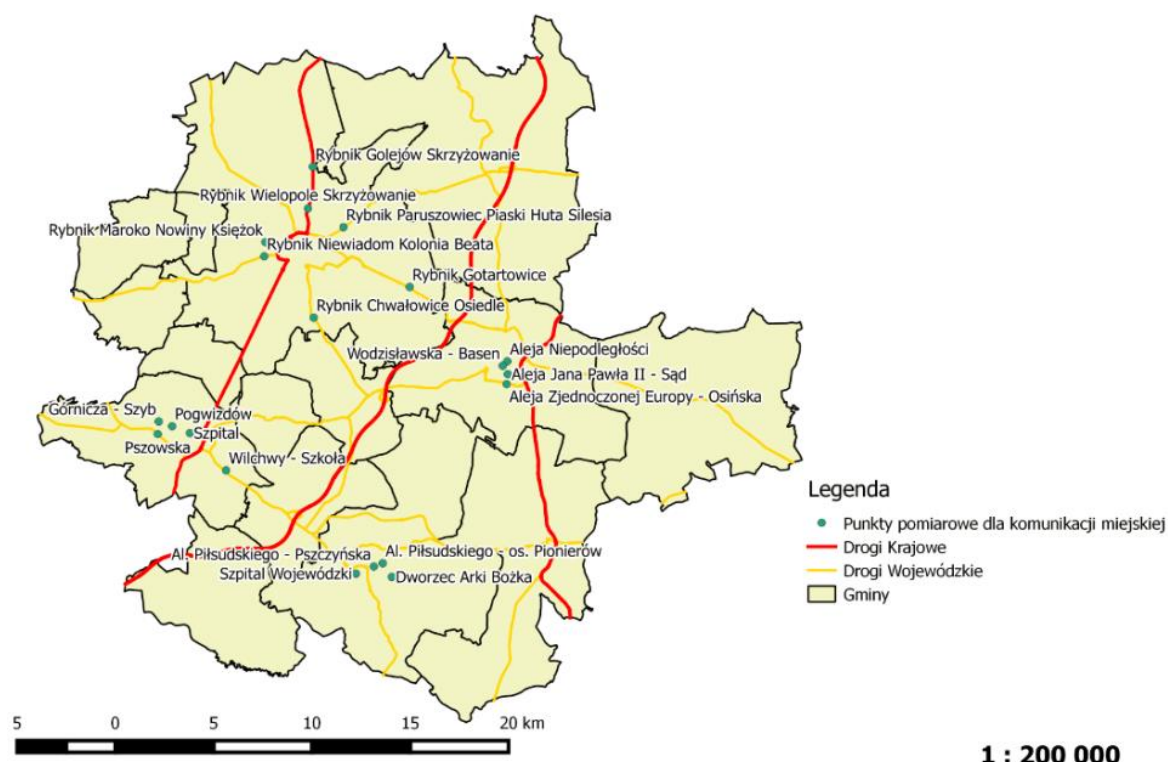 Rybnik Golejów Skrzyżowanie
Rybnik Wielopole Skrzyżowanie
Rybnik Paruszowiec Piaski Huta Silesia
Rybnik Maroko Nowiny Księżok
Rybnik Niewiadom Kolonia Beata
Rybnik Gotartowice
Rybnik Chwałowice Osiedle
Wodzisławska - Basen
Aleja Niepodległości
Aleja Jana Pawła II - Sąd
Aleja Zjednoczonej Europy - Osińska
Górnicza - Szyb
Pogwizdów
Szpital
Pszowska
Wilchwy - Szkoła
Al. Piłsudskiego - Pszczyńska
Al. Piłsudskiego - os. Pionierów
Szpital Wojewódzki
Dworzec Arki Bożka
Legenda
Punkty pomiarowe dla komunikacji miejskiej
Drogi Krajowe
Drogi Wojewódzkie
Gminy
5 0 5 10 15 20 km
1 : 200 000